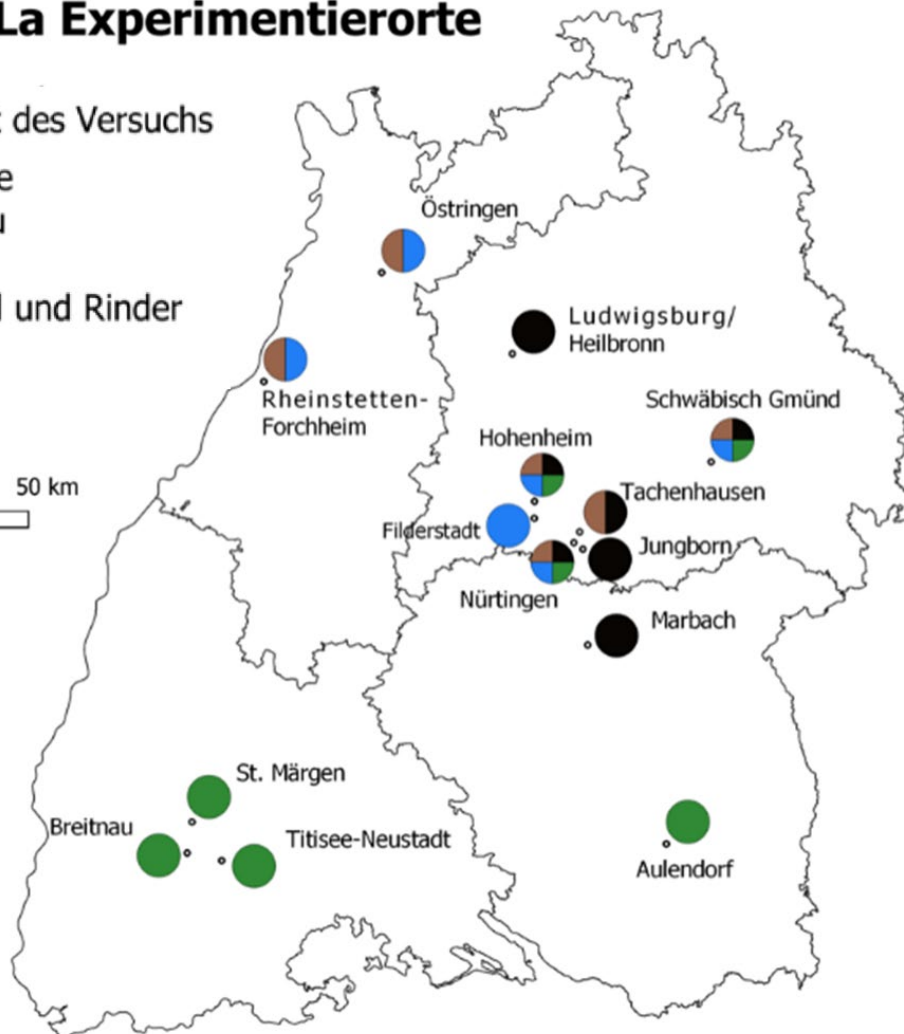 La Experimentierorte
des Versuchs
und Rinder
50 km
Östringen
Ludwigsburg/
Heilbronn
Rheinstetten-
Forchheim
Schwäbisch Gmünd
Hohenheim
Tachenhausen
Filderstadt
Jungborn
Nürtingen
Marbach
St. Märgen
Breitnau
Titisee-Neustadt
Aulendorf